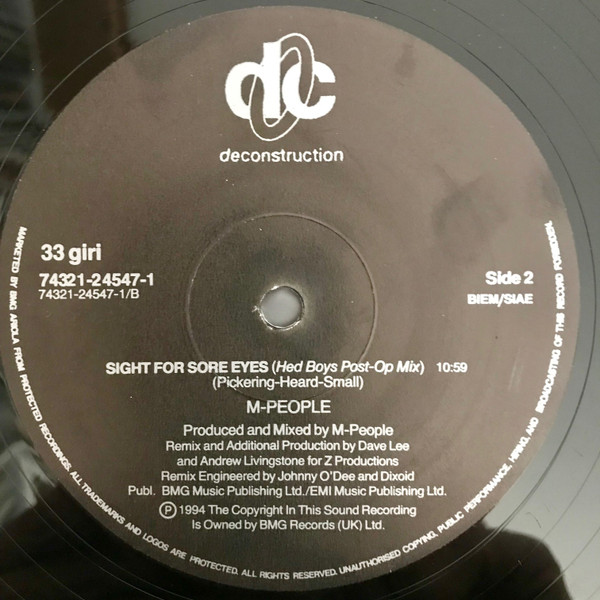 dc
deconstruction
33 giri
74321-24547-1
74321-24547-1/B
Side 2
BIEM/SIAE
SIGHT FOR SORE EYES (Hed Boys Post-Op Mix) 10:59
(Pickering-Heard-Small)
M-PEOPLE
Produced and Mixed by M-People
Remix and Additional Production by Dave Lee
and Andrew Livingstone for Z Productions
Remix Engineered by Johnny O'Dee and Dixoid
Publ. BMG Music Publishing Ltd./EMI Music Publishing Ltd.
Ⓟ 1994 The Copyright In This Sound Recording
Is Owned by BMG Records (UK) Ltd.
MARKETED BY BMG ARIOLA FROM PROTECTED RECORDINGS. ALL TRADEMARKS AND LOGOS ARE PROTECTED. ALL RIGHTS RESERVED. UNAUTHORISED COPYING, PUBLIC PERFORMANCE, HIRING, AND BROADCASTING OF THIS RECORD FORBIDDEN.